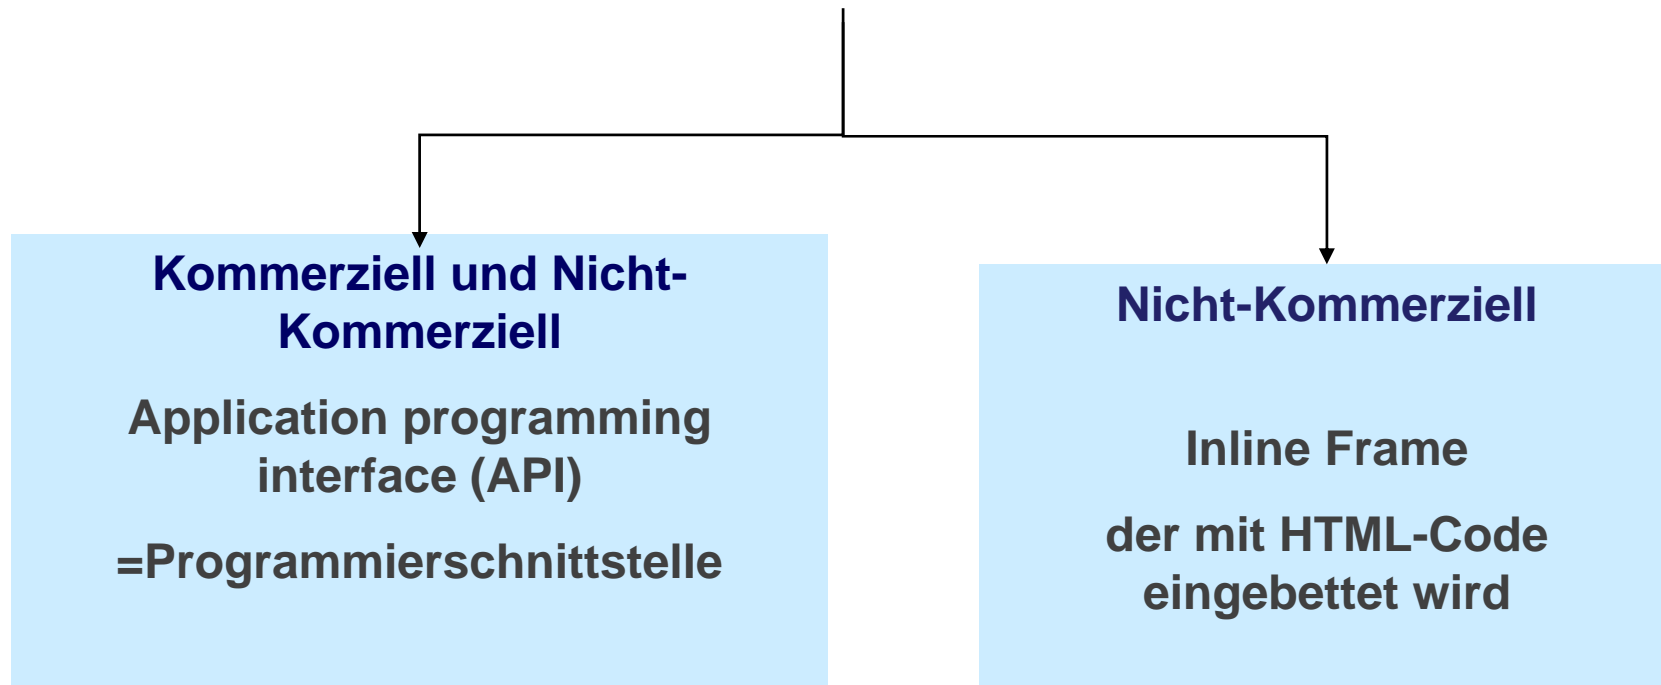 Kommerziell und Nicht-
Kommerziell
Application programming
interface (API)
=Programmierschnittstelle
Nicht-Kommerziell
Inline Frame
der mit HTML-Code
eingebettet wird